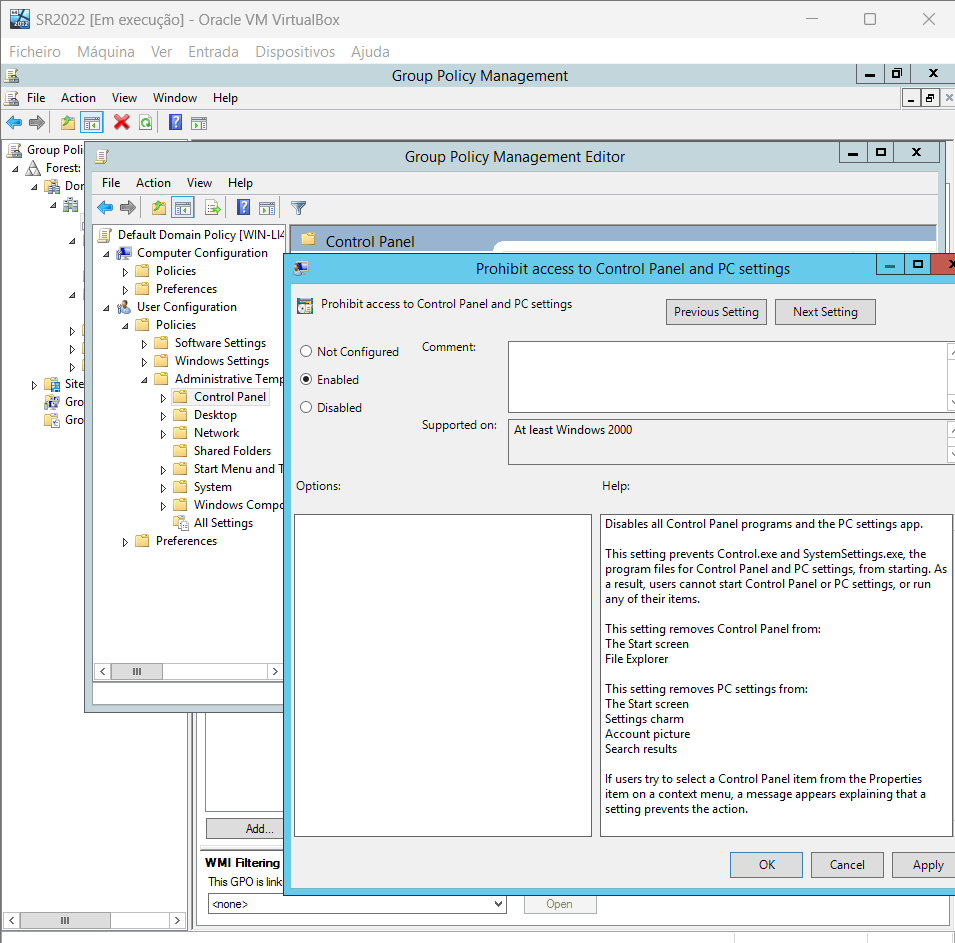 SR2022 [Em execução] - Oracle VM VirtualBox
Ficheiro Máquina Ver Entrada Dispositivos Ajuda
Group Policy Management
File Action View Window Help
Group Poli
Forest:
Dor
Site
Gro
Gro
Group Policy Management Editor
File Action View Help
Default Domain Policy [WIN-LI4
Computer Configuration
Policies
Preferences
User Configuration
Policies
Software Settings
Windows Settings
Administrative Temp
Control Panel
Desktop
Network
Shared Folders
Start Menu and T
System
Windows Compo
All Settings
Preferences
Control Panel
Prohibit access to Control Panel and PC settings
Prohibit access to Control Panel and PC settings
Previous Setting Next Setting
Not Configured
Enabled
Disabled
Comment:
Supported on:
At least Windows 2000
Options:
Help:
Disables all Control Panel programs and the PC settings app.
This setting prevents Control.exe and SystemSettings.exe, the
program files for Control Panel and PC settings, from starting. As
a result, users cannot start Control Panel or PC settings, or run
any of their items.
This setting removes Control Panel from:
The Start screen
File Explorer
This setting removes PC settings from:
The Start screen
Settings charm
Account picture
Search results
If users try to select a Control Panel item from the Properties
item on a context menu, a message appears explaining that a
setting prevents the action.
OK Cancel Apply
Add...
WMI Filtering
This GPO is link
<none>
Open